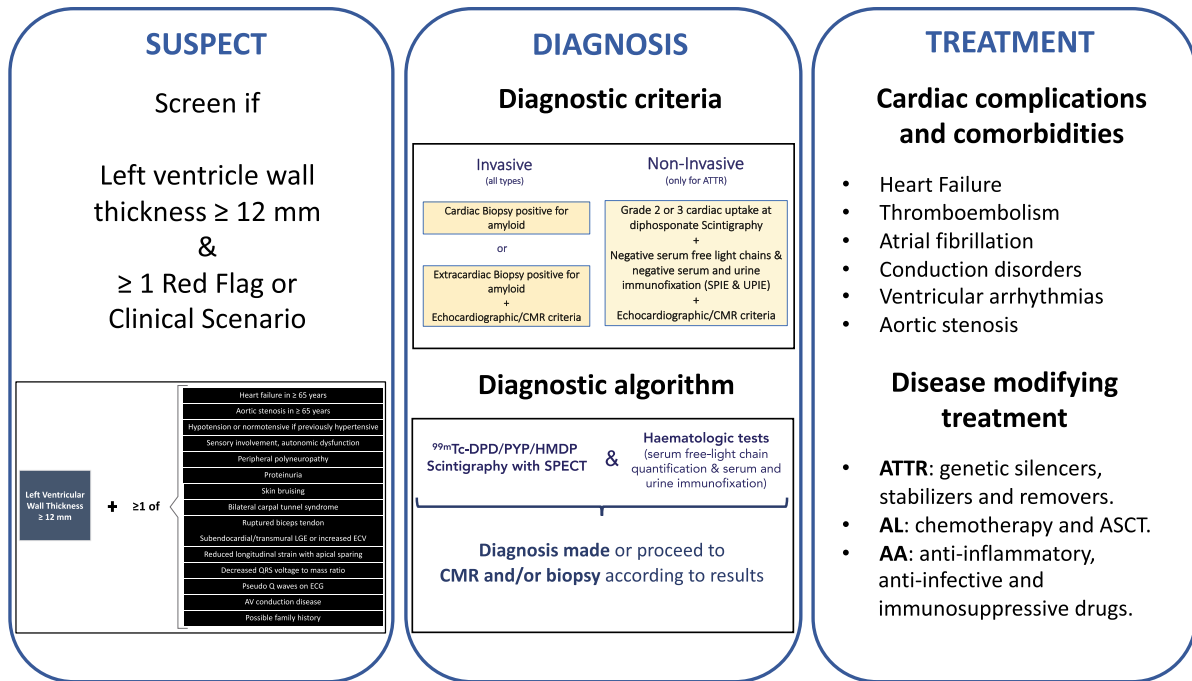 SUSPECT
Screen if
Left ventricle wall
thickness ≥ 12 mm
&
≥ 1 Red Flag or
Clinical Scenario
Left Ventricular
Wall Thickness
≥ 12 mm
+
≥1 of
Heart failure in ≥ 65 years
Aortic stenosis in ≥ 65 years
Hypotension or normotensive if previously hypertensive
Sensory involvement, autonomic dysfunction
Peripheral polyneuropathy
Proteinuria
Skin bruising
Bilateral carpal tunnel syndrome
Ruptured biceps tendon
Subendocardial/transmural LGE or increased ECV
Reduced longitudinal strain with apical sparing
Decreased QRS voltage to mass ratio
Pseudo Q waves on ECG
AV conduction disease
Possible family history
DIAGNOSIS
Diagnostic criteria
Invasive
(all types)
Cardiac Biopsy positive for
amyloid
or
Extracardiac Biopsy positive for
amyloid
+
Echocardiographic/CMR criteria
Non-Invasive
(only for ATTR)
Grade 2 or 3 cardiac uptake at
diphosponate Scintigraphy
+
Negative serum free light chains &
negative serum and urine
immunofixation (SPIE & UPIE)
+
Echocardiographic/CMR criteria
Diagnostic algorithm
⁹⁹ᵐTc-DPD/PYP/HMDP
Scintigraphy with SPECT
&
Haematologic tests
(serum free-light chain
quantification & serum and
urine immunofixation)
Diagnosis made or proceed to
CMR and/or biopsy according to results
TREATMENT
Cardiac complications
and comorbidities
• Heart Failure
• Thromboembolism
• Atrial fibrillation
• Conduction disorders
• Ventricular arrhythmias
• Aortic stenosis
Disease modifying
treatment
• ATTR: genetic silencers,
stabilizers and removers.
• AL: chemotherapy and ASCT.
• AA: anti-inflammatory,
anti-infective and
immunosuppressive drugs.